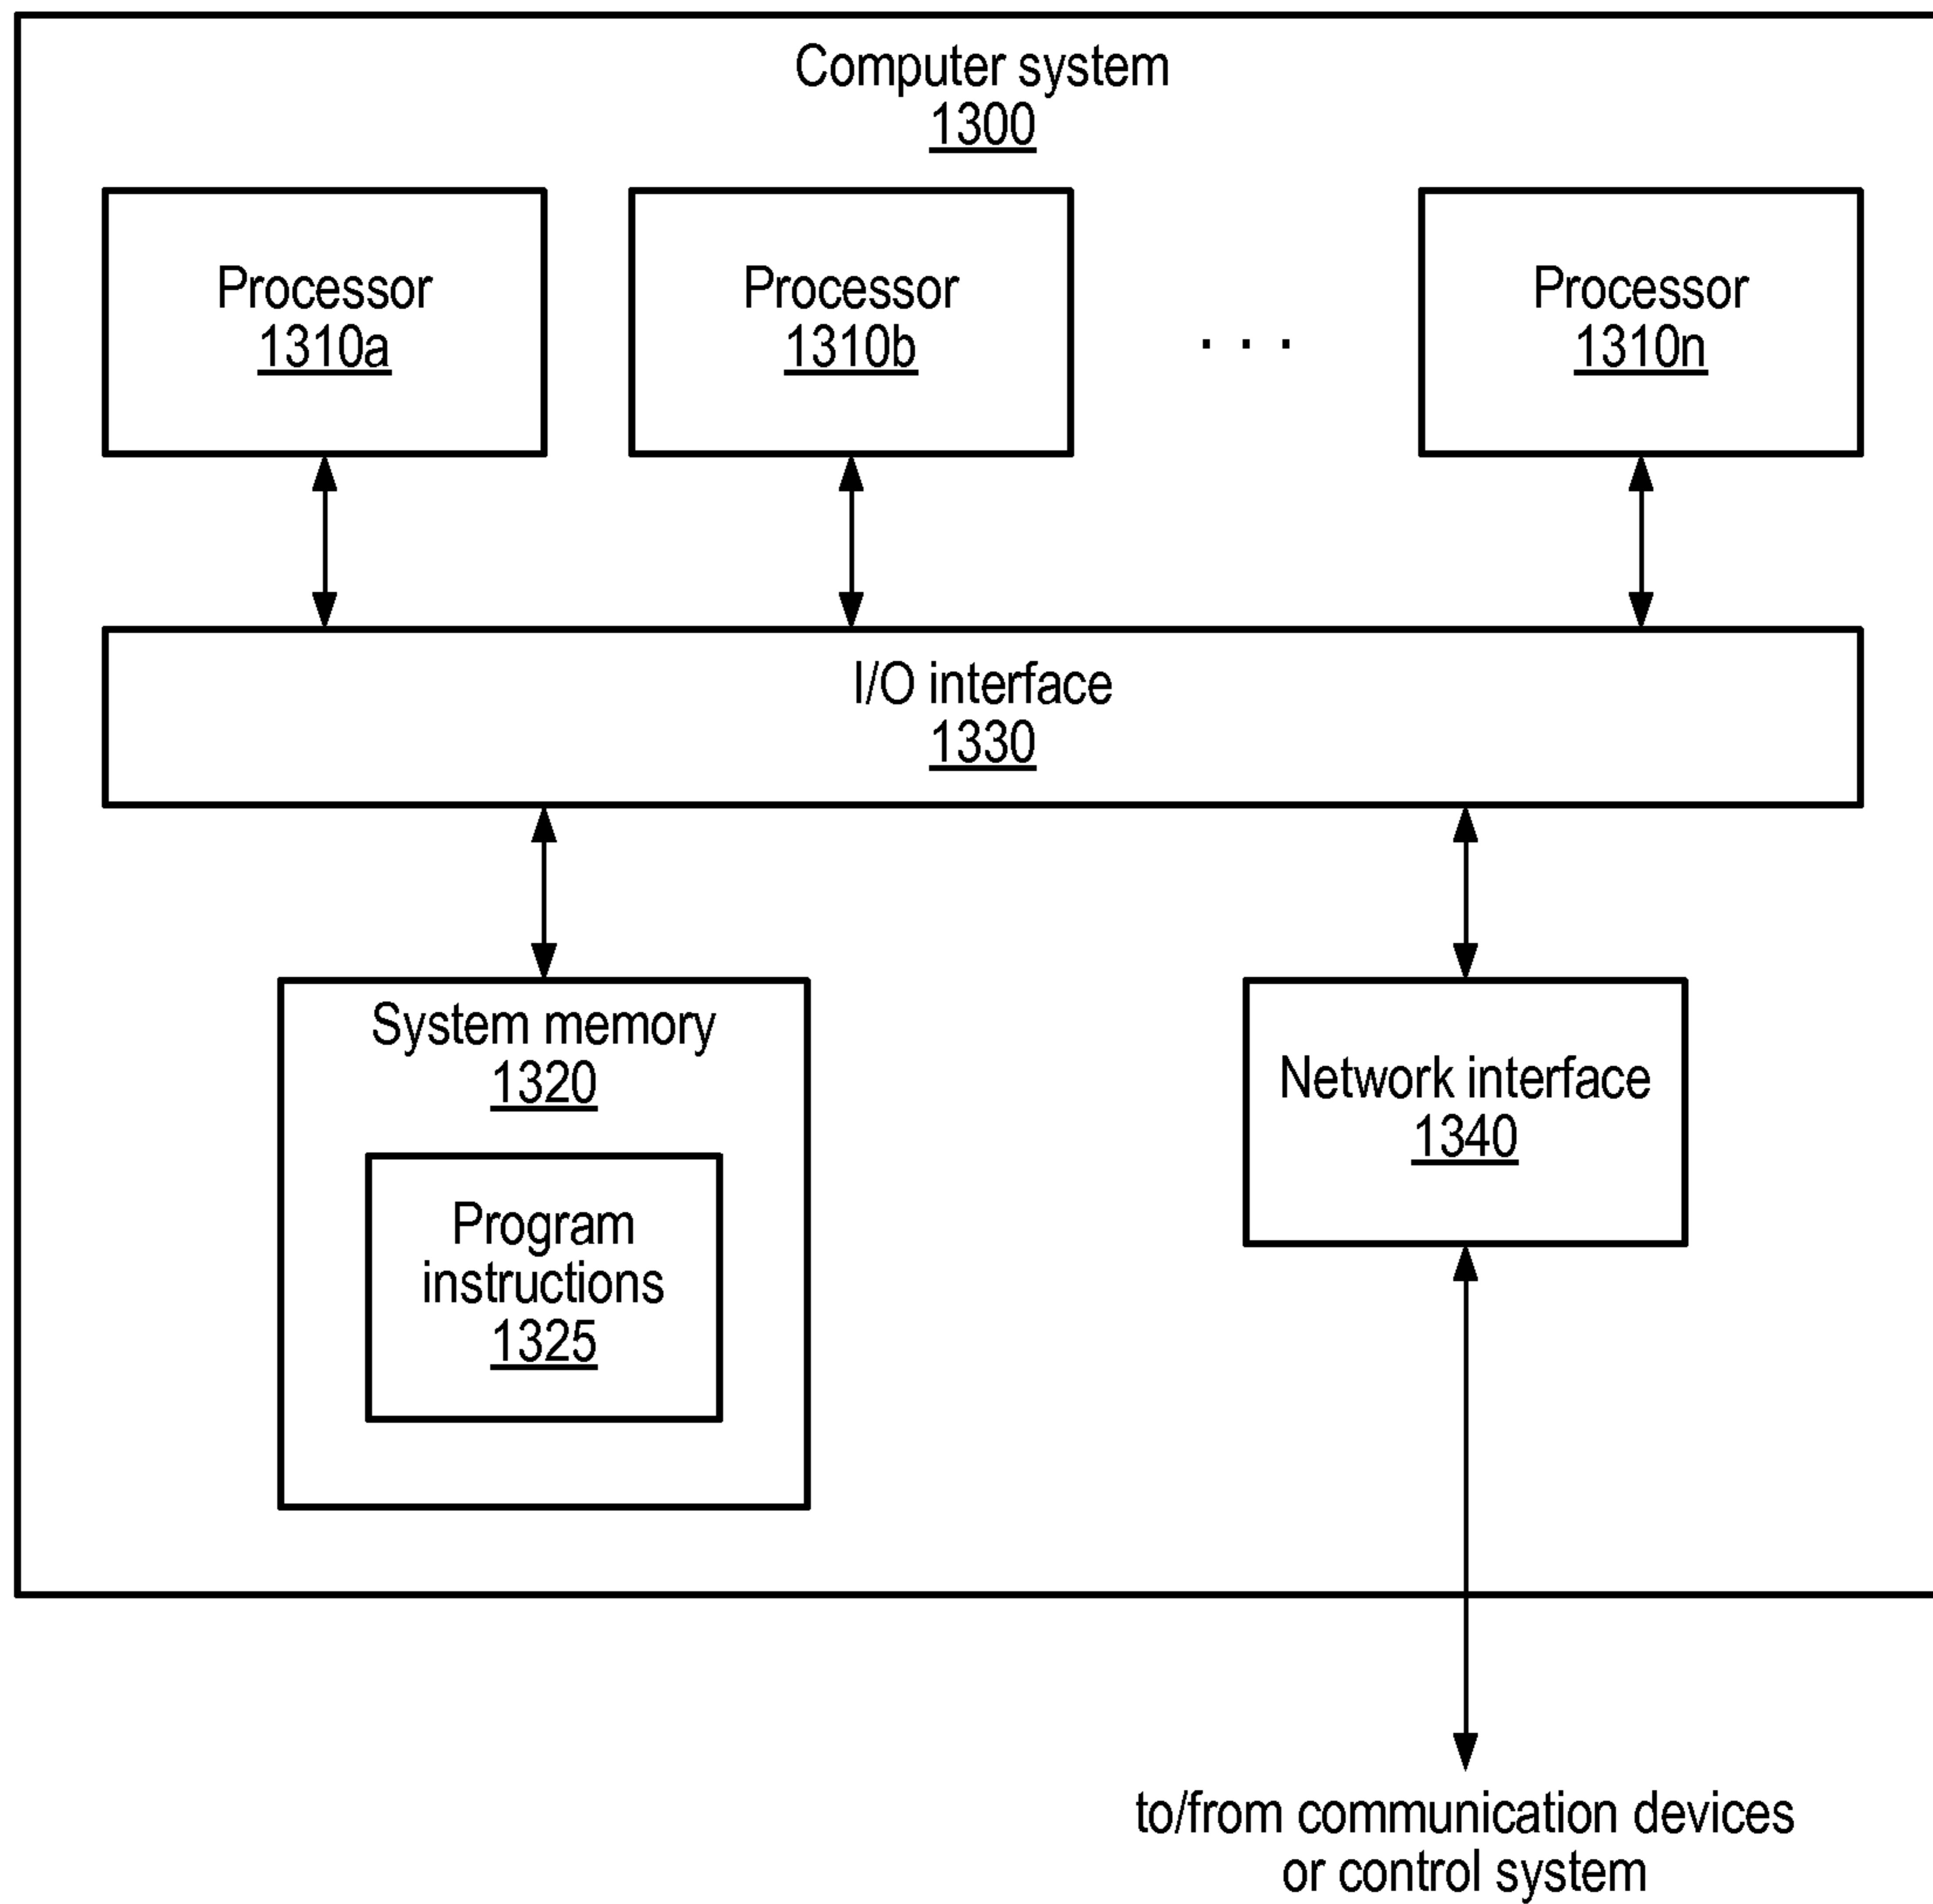 Computer system
1300
Processor
1310a
Processor
1310b
. . .
Processor
1310n
I/O interface
1330
System memory
1320
Program
instructions
1325
Network interface
1340
to/from communication devices
or control system